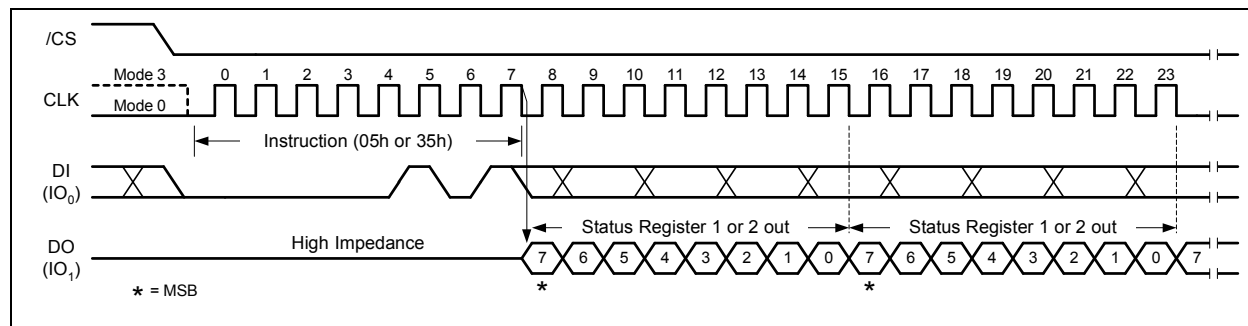 /CS
Mode 3 0 1 2 3 4 5 6 7 8 9 10 11 12 13 14 15 16 17 18 19 20 21 22 23
CLK
Mode 0
Instruction (05h or 35h)
DI
(IO0)
Status Register 1 or 2 out Status Register 1 or 2 out
DO High Impedance
(IO1)
7 6 5 4 3 2 1 0 7 6 5 4 3 2 1 0 7
* = MSB * *